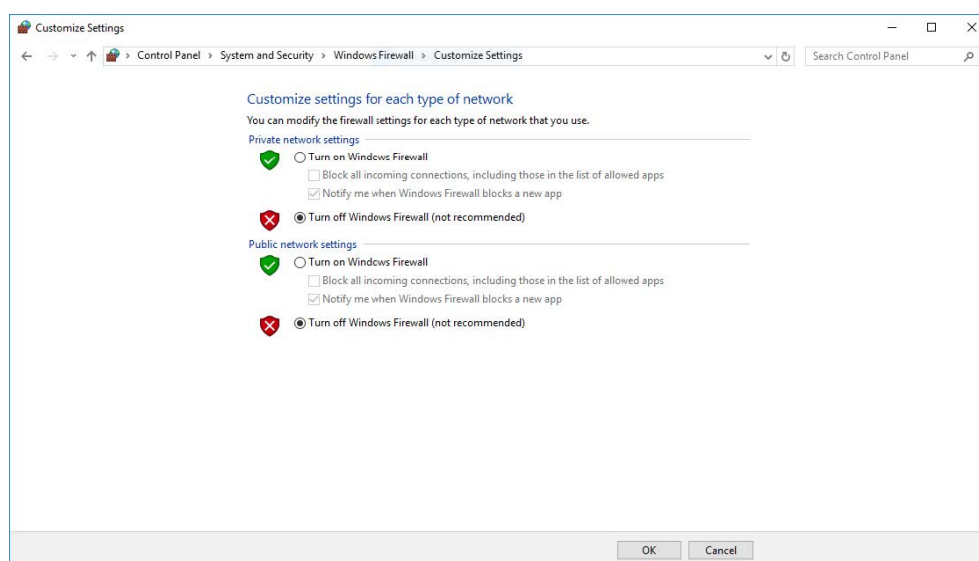 Customize Settings
Control Panel > System and Security > Windows Firewall > Customize Settings
Search Control Panel
Customize settings for each type of network
You can modify the firewall settings for each type of network that you use.
Private network settings
Turn on Windows Firewall
Block all incoming connections, including those in the list of allowed apps
Notify me when Windows Firewall blocks a new app
Turn off Windows Firewall (not recommended)
Public network settings
Turn on Windows Firewall
Block all incoming connections, including those in the list of allowed apps
Notify me when Windows Firewall blocks a new app
Turn off Windows Firewall (not recommended)
OK Cancel